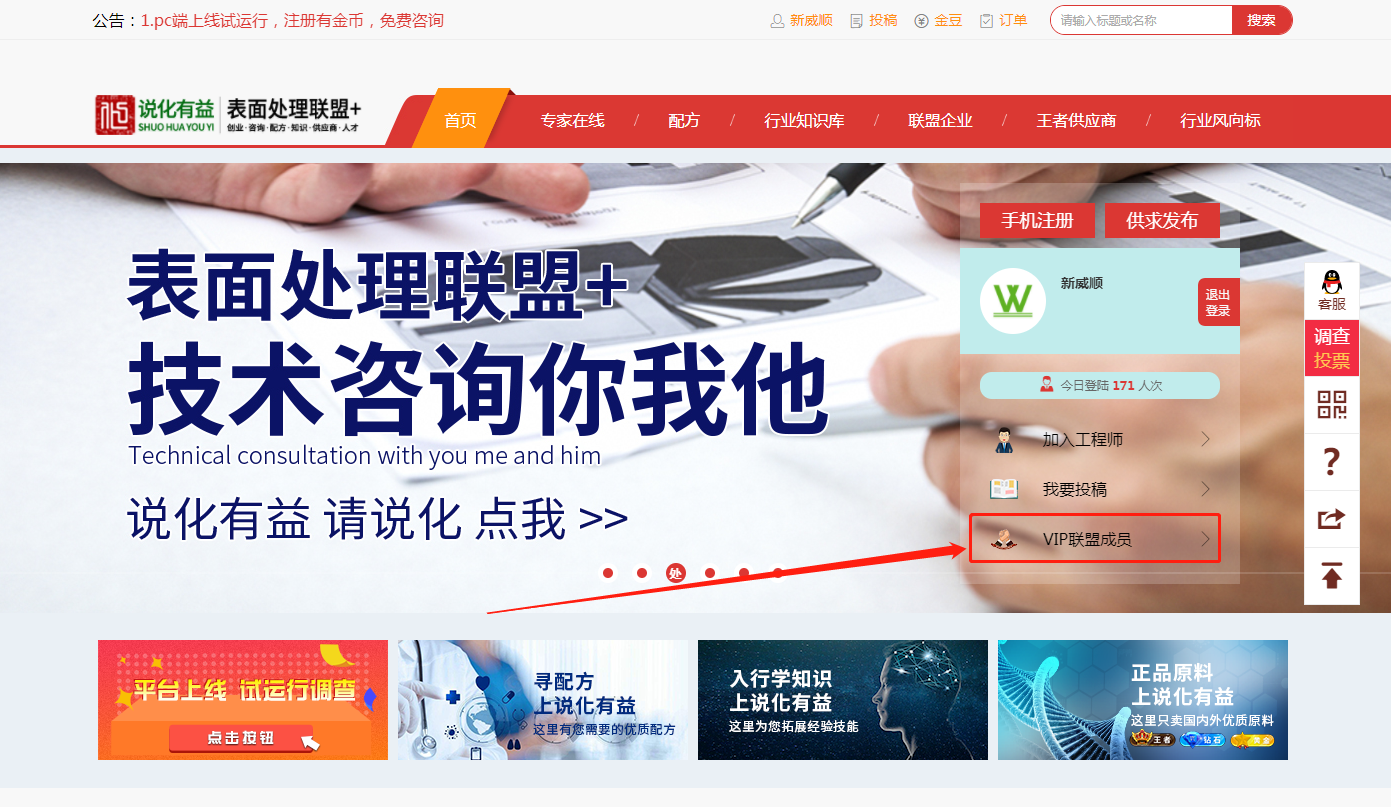 公告：1.pc端上线试运行，注册有金币，免费咨询
新威顺 投稿 金豆 订单 请输入标题或名称 搜索
说化有益 表面处理联盟+
SHUO HUA YOU YI 创业·咨询·配方·知识·供应商·人才
首页 专家在线 / 配方 / 行业知识库 / 联盟企业 / 王者供应商 / 行业风向标
手机注册 供求发布
新威顺
退出
登录
今日登陆 171 人次
加入工程师
我要投稿
VIP联盟成员
表面处理联盟+
技术咨询你我他
Technical consultation with you me and him
说化有益 请说化 点我 >>
处
客服
调查
投票
平台上线 试运行调查
点击按钮
寻配方
上说化有益
这里有您需要的优质配方
入行学知识
上说化有益
这里为您拓展经验技能
正品原料
上说化有益
这里只卖国内外优质原料
王者 钻石 黄金